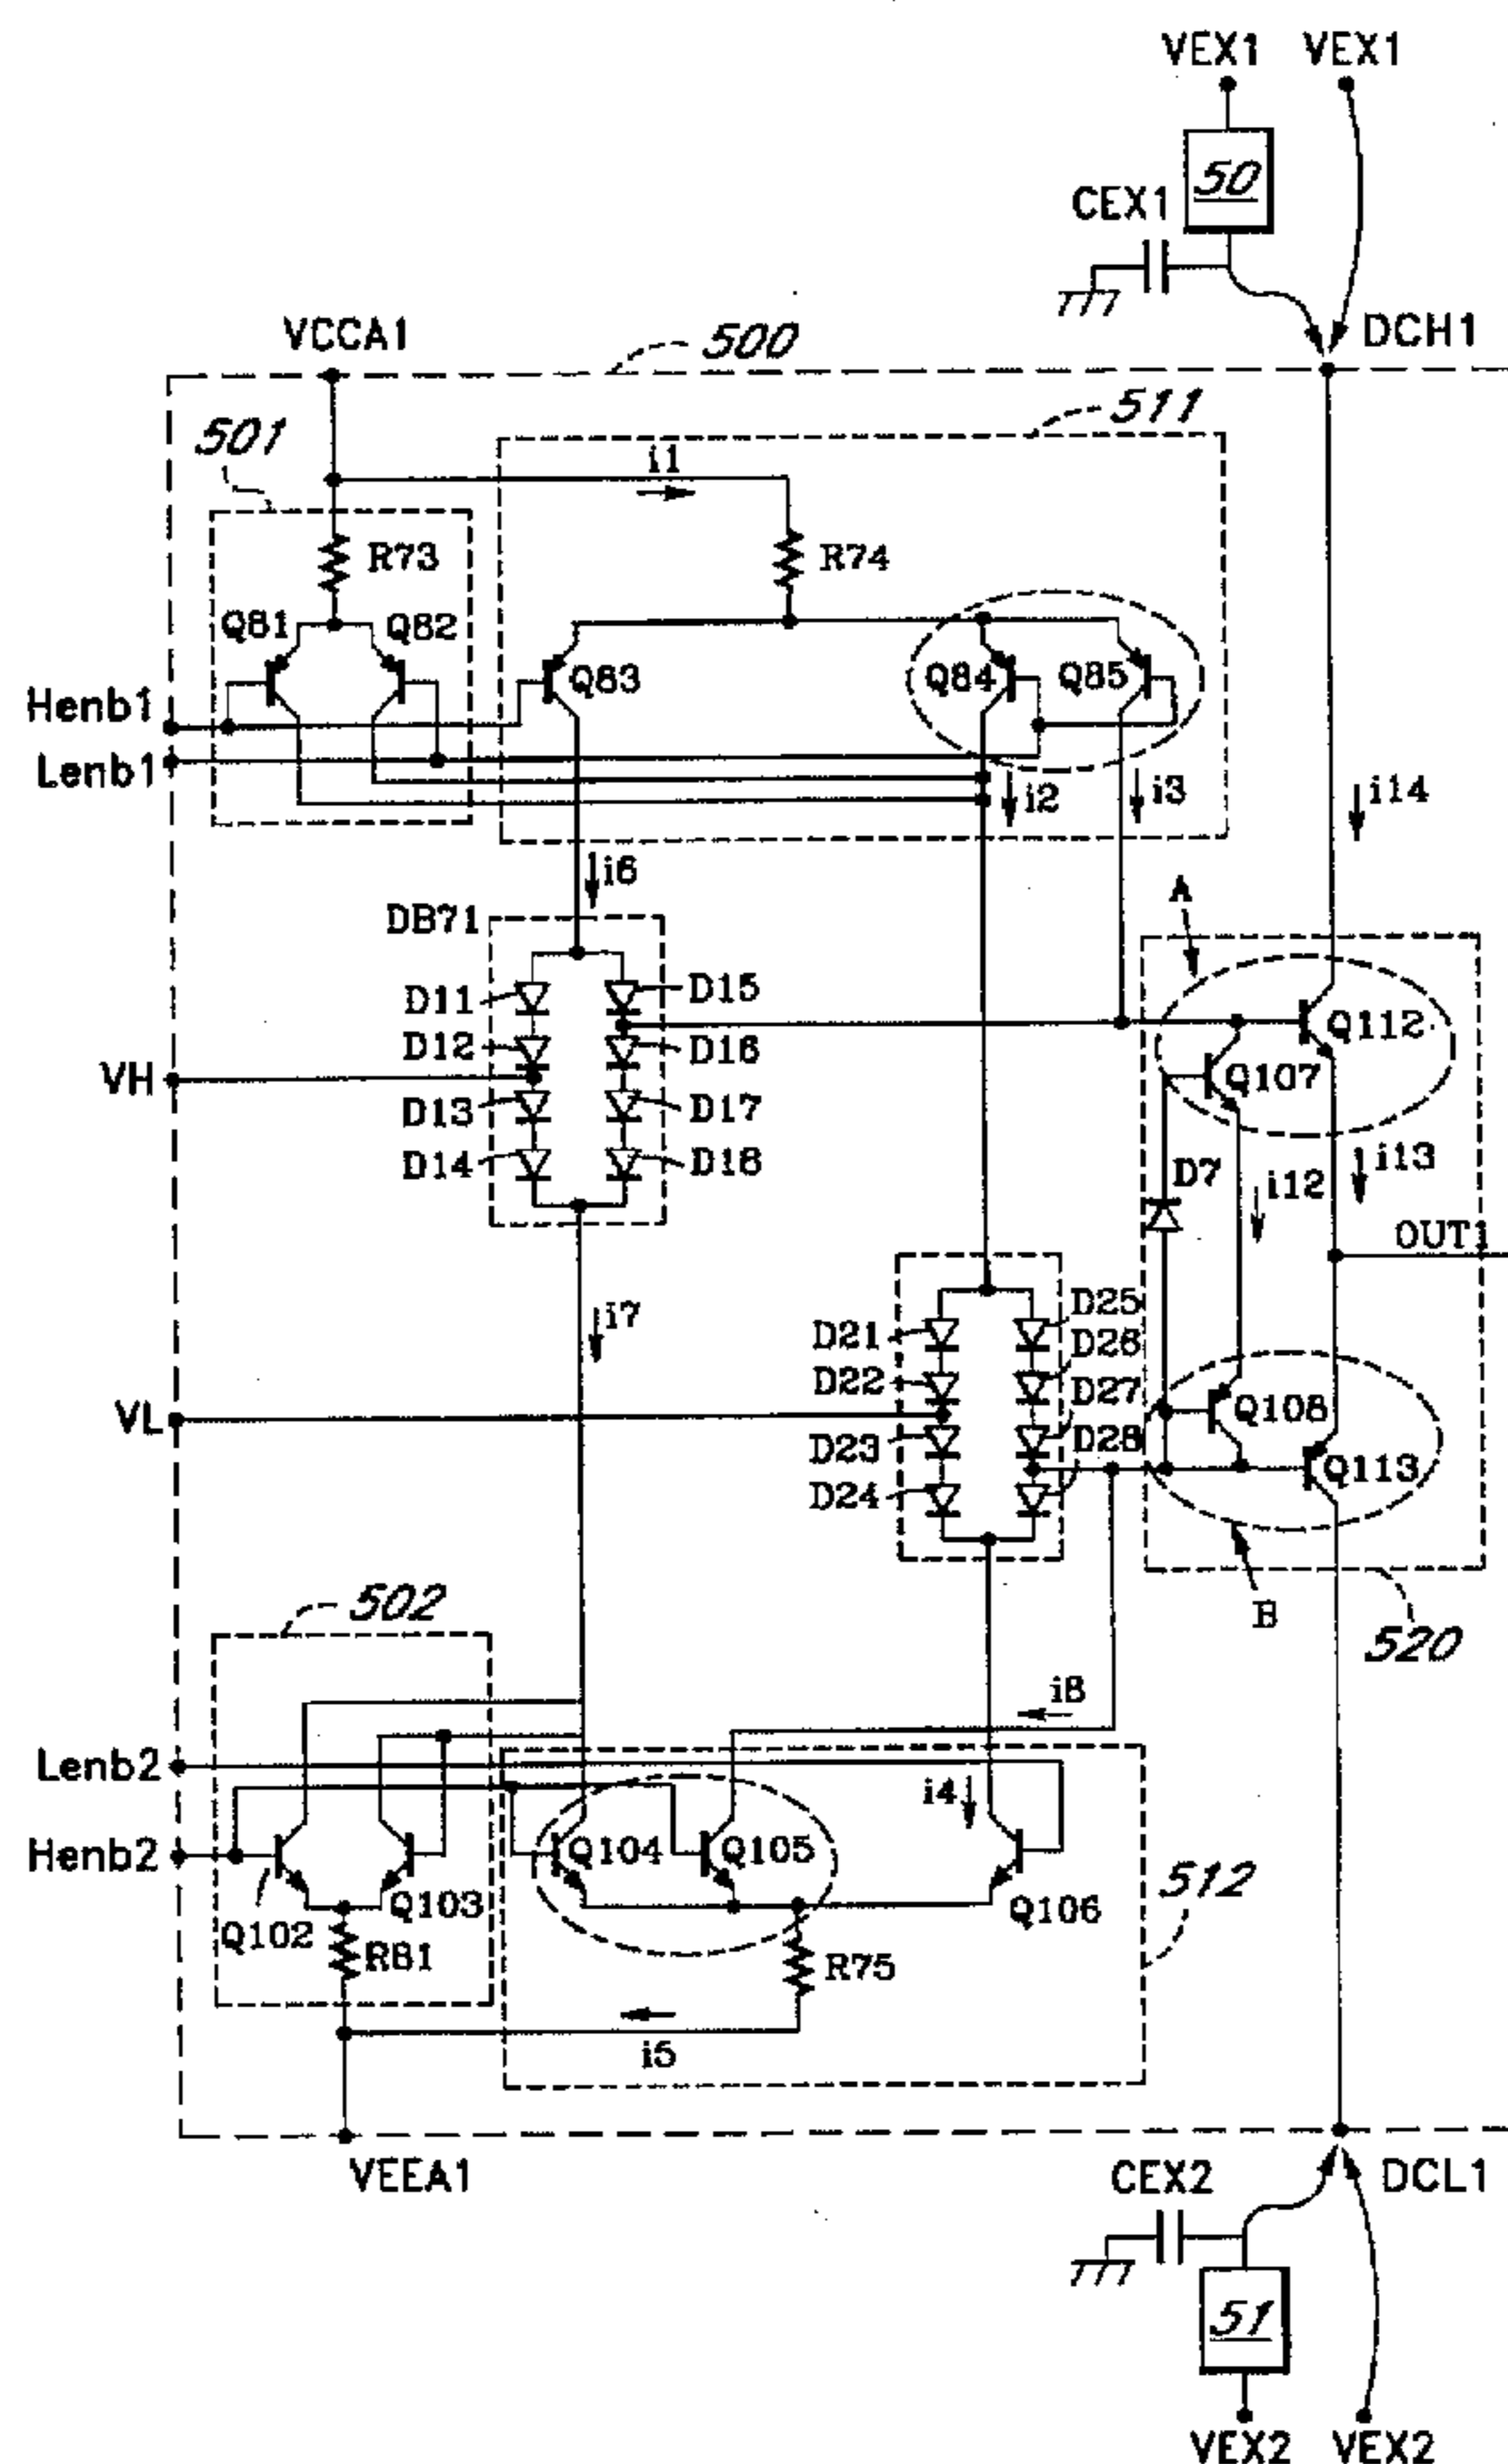 VEX1 VEX1
50
CEX1
DCH1
VCCA1
500
511
501
i1
R73
R74
Q81
Q82
Q83
Q84
Q85
Henb1
Lenb1
i2
i3
i14
i6
A
DB71
D11
D15
D12
D16
Q112
VH
Q107
D13
D17
D14
D18
D7
i12
i13
OUT1
i7
D21
D25
D26
D22
D27
VL
Q108
D23
D28
Q113
D24
502
B
520
i8
Lenb2
i4
Henb2
Q104
Q105
512
Q102
Q103
Q106
R81
R75
i5
VEEA1
CEX2
DCL1
51
VEX2 VEX2